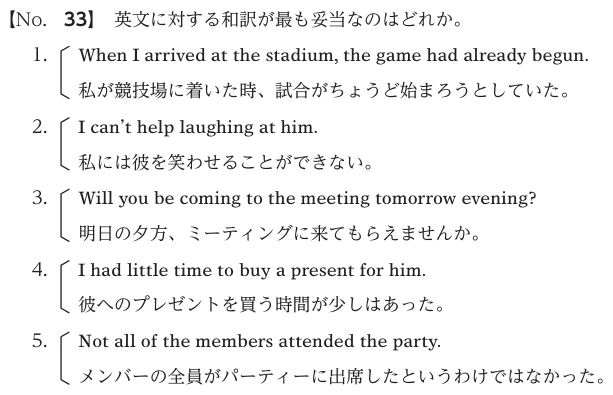 【No. 33】 英文に対する和訳が最も妥当なのはどれか。
1. When I arrived at the stadium, the game had already begun.
私が競技場に着いた時、試合がちょうど始まろうとしていた。
2. I can't help laughing at him.
私には彼を笑わせることができない。
3. Will you be coming to the meeting tomorrow evening?
明日の夕方、ミーティングに来てもらえませんか。
4. I had little time to buy a present for him.
彼へのプレゼントを買う時間が少しはあった。
5. Not all of the members attended the party.
メンバーの全員がパーティーに出席したというわけではなかった。